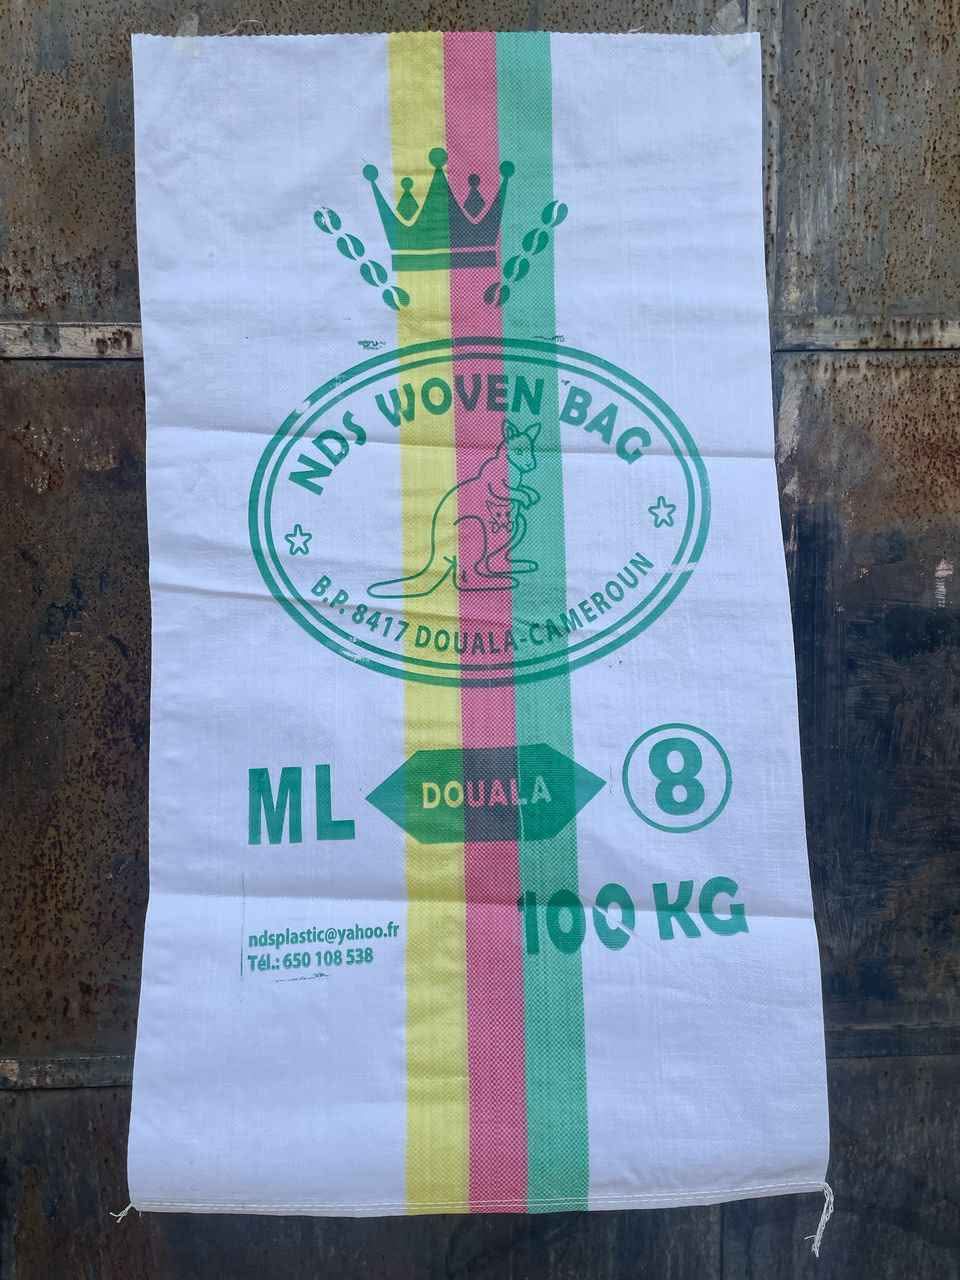 NDS WOVEN BAG
B.P. 8417 DOUALA-CAMEROUN
ML DOUALA 8
100 KG
ndsplastic@yahoo.fr
Tél.: 650 108 538